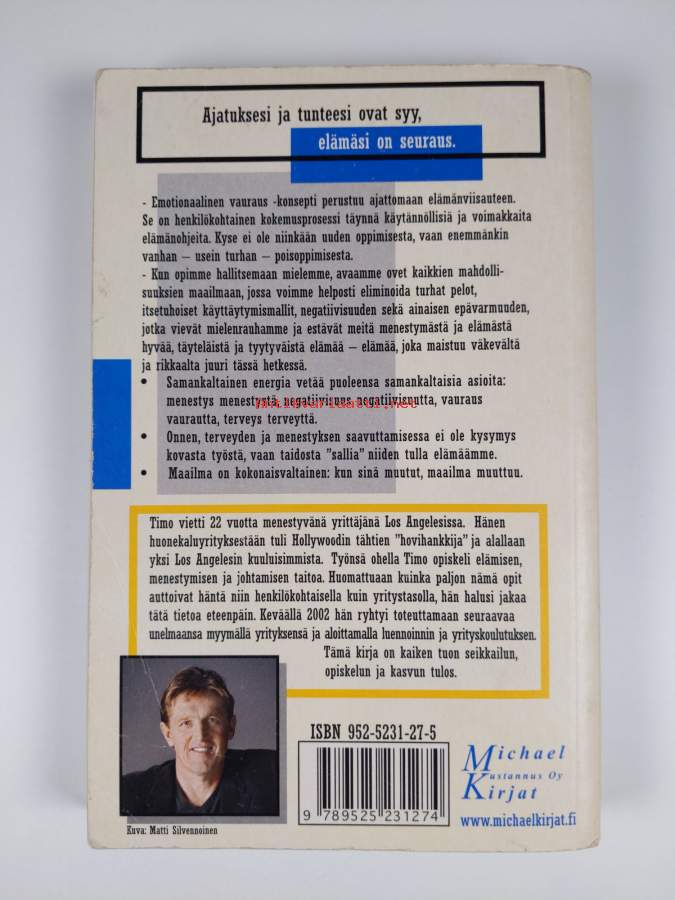 Ajatuksesi ja tunteesi ovat syy,
elämäsi on seuraus.
- Emotionaalinen vauraus -konsepti perustuu ajattomaan elämänviisauteen.
Se on henkilökohtainen kokemusprosessi täynnä käytännöllisiä ja voimakkaita
elämänohjeita. Kyse ei ole niinkään uuden oppimisesta, vaan enemmänkin
vanhan – usein turhan – poisoppimisesta.
- Kun opimme hallitsemaan mielemme, avaamme ovet kaikkien mahdolli-
suuksien maailmaan, jossa voimme helposti eliminoida turhat pelot,
itsetuhoiset käyttäytymismallit, negatiivisuuden sekä ainaisen epävarmuuden,
jotka vievät mielenrauhamme ja estävät meitä menestymästä ja elämästä
hyvää, täyteläistä ja tyytyväistä elämää – elämää, joka maistuu väkevältä
ja rikkaalta juuri tässä hetkessä.
• Samankaltainen energia vetää puoleensa samankaltaisia asioita:
menestys menestystä, negatiivisuus negatiivisuutta, vauraus
antikvariaatti.net
vaurautta, terveys terveyttä.
• Onnen, terveyden ja menestyksen saavuttamisessa ei ole kysymys
kovasta työstä, vaan taidosta "sallia" niiden tulla elämäämme.
• Maailma on kokonaisvaltainen: kun sinä muutut, maailma muuttuu.
Timo vietti 22 vuotta menestyvänä yrittäjänä Los Angelesissa. Hänen
huonekaluyrityksestään tuli Hollywoodin tähtien "hovihankkija" ja alallaan
yksi Los Angelesin kuuluisimmista. Työnsä ohella Timo opiskeli elämisen,
menestymisen ja johtamisen taitoa. Huomattuaan kuinka paljon nämä opit
auttoivat häntä niin henkilökohtaisella kuin yritystasolla, hän halusi jakaa
tätä tietoa eteenpäin. Keväällä 2002 hän ryhtyi toteuttamaan seuraavaa
unelmaansa myymällä yrityksensä ja aloittamalla luennoinnin ja yrityskoulutuksen.
Tämä kirja on kaiken tuon seikkailun,
opiskelun ja kasvun tulos.
ISBN 952-5231-27-5
9 789525 231274
Michael
Kustannus Oy
Kirjat
www.michaelkirjat.fi
Kuva: Matti Silvennoinen